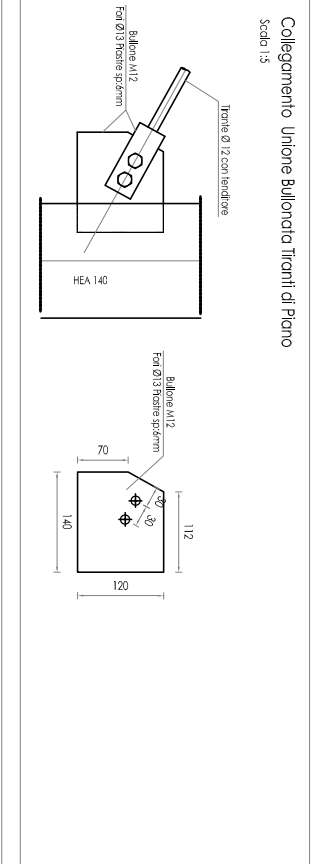 Collegamento Unione Bullonata Tiranti di Piano
Scala 1:5
Tirante Ø 12 con tenditore
Bullone M12
Fori Ø13 Piastre sp.6mm
HEA 140
Bullone M12
Fori Ø13 Piastre sp.6mm
70
140
112
120
30
30